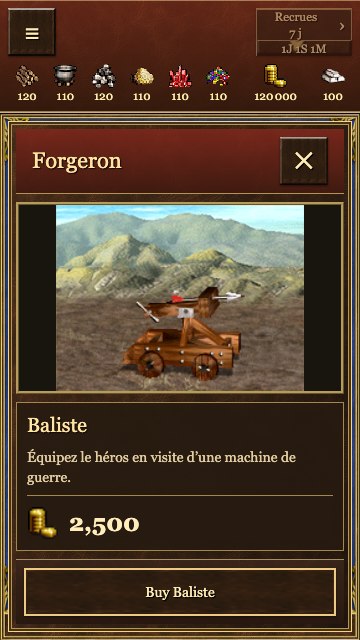 ≡
Recrues
7 j
1J 1S 1M
120 110 120 110 110 110 120 000 100
Forgeron
Baliste
Équipez le héros en visite d’une machine de
guerre.
2,500
Buy Baliste